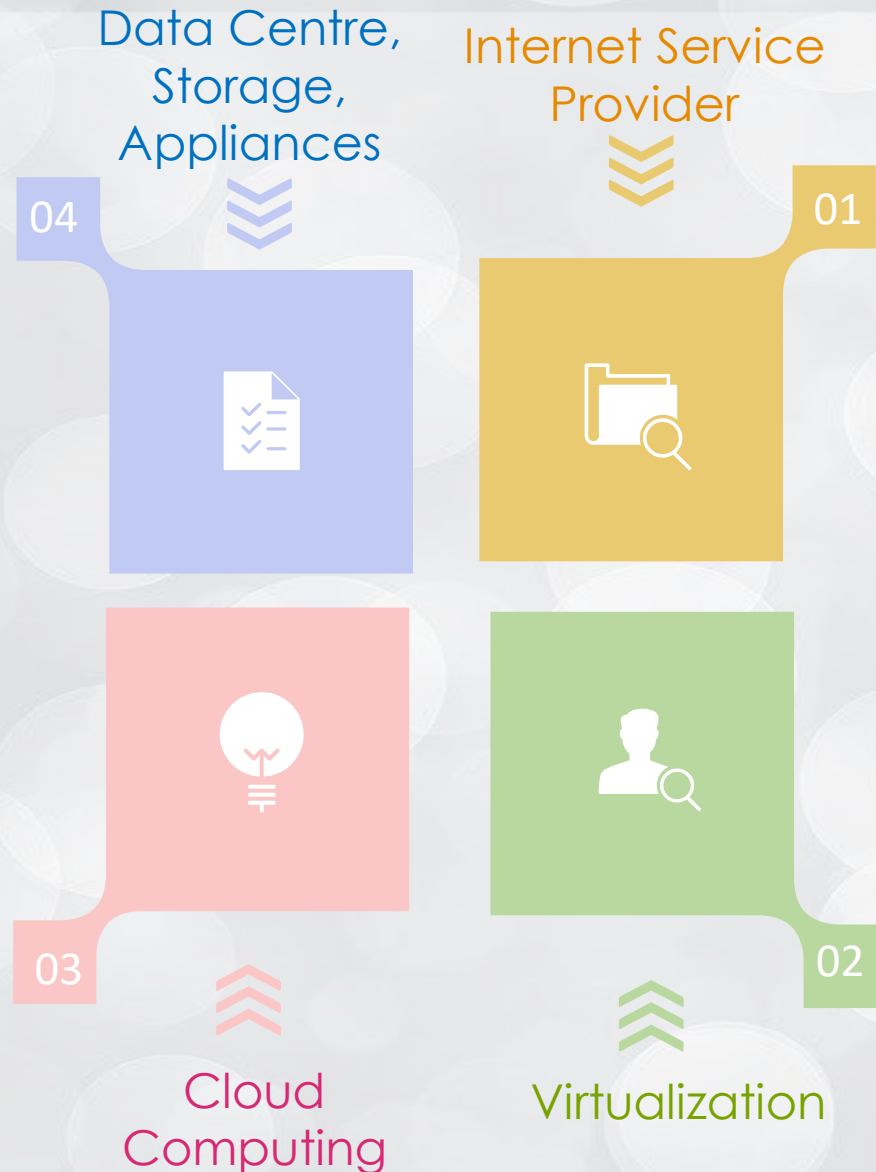 Data Centre,
Storage,
Appliances
Internet Service
Provider
04
01
03
02
Cloud
Computing
Virtualization